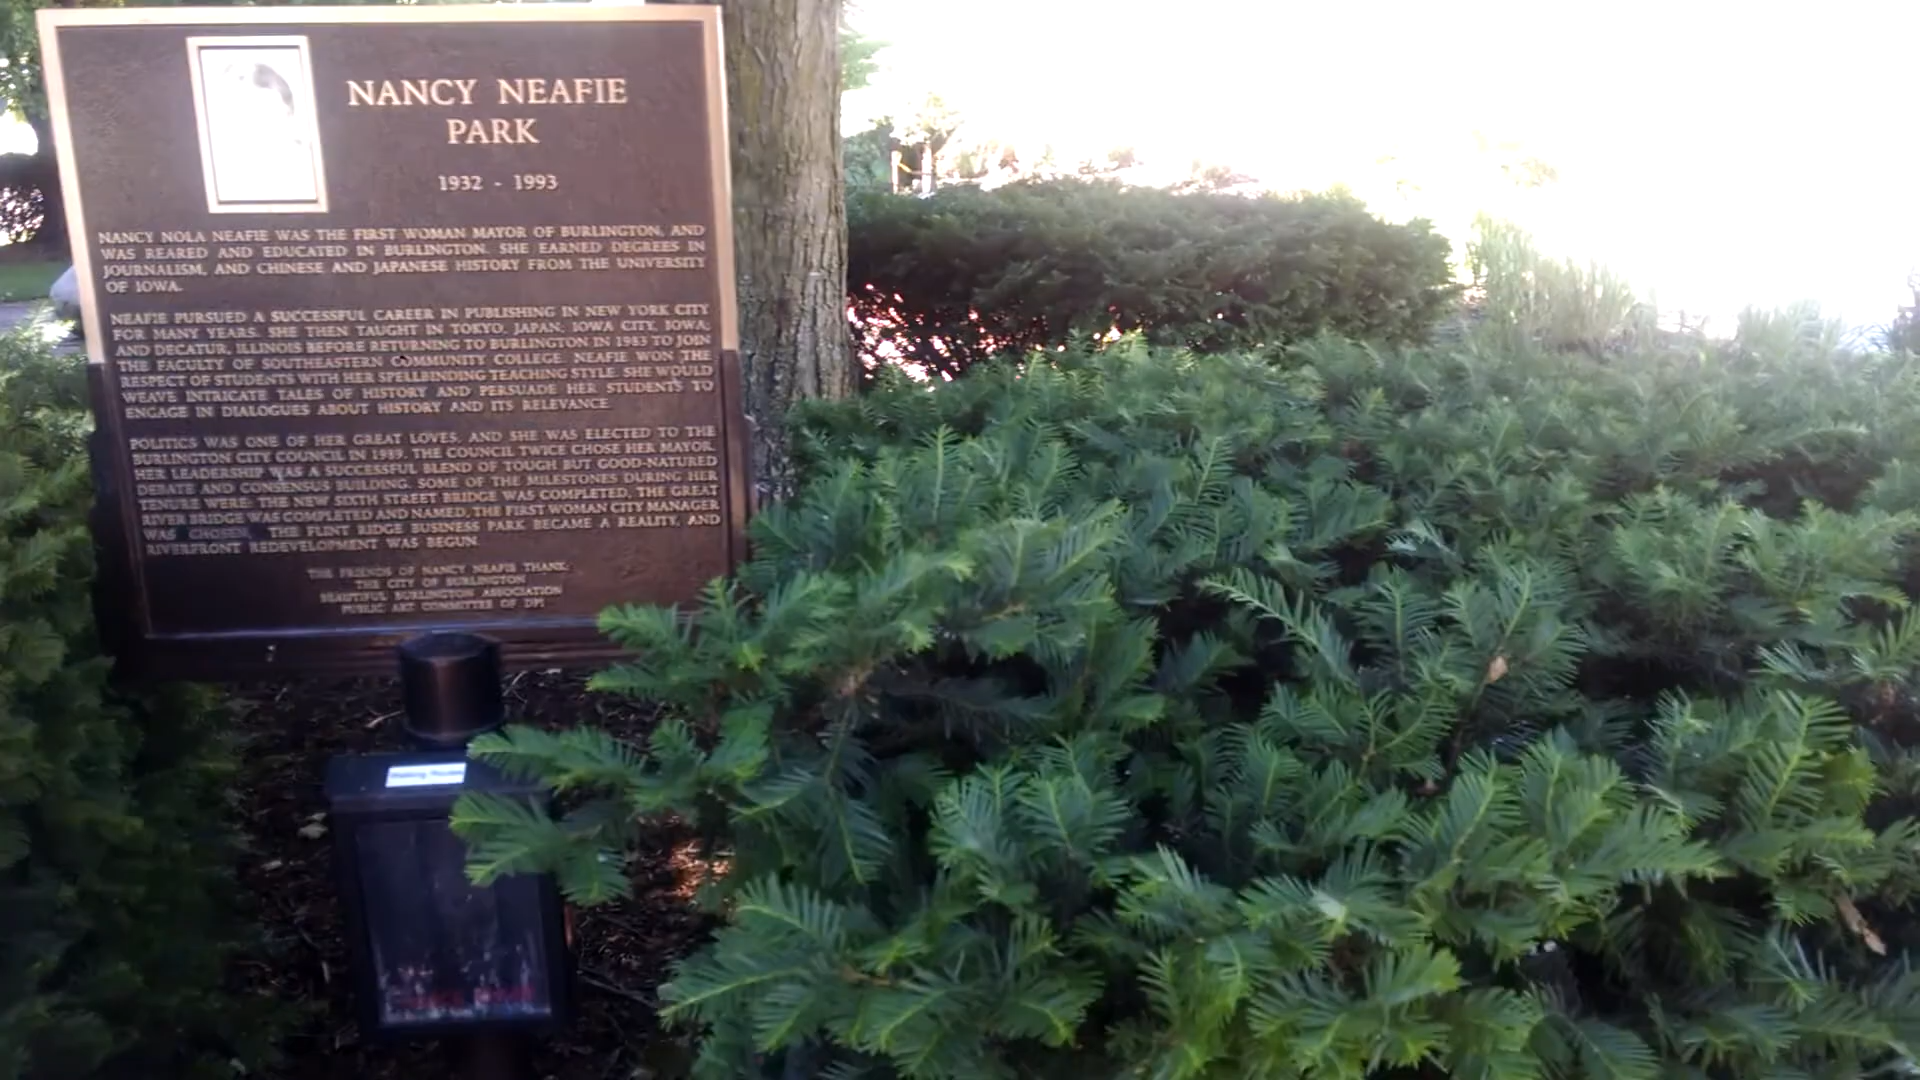 NANCY NEAFIE
PARK
1932 - 1993
NANCY NOLA NEAFIE WAS THE FIRST WOMAN MAYOR OF BURLINGTON, AND
WAS REARED AND EDUCATED IN BURLINGTON. SHE EARNED DEGREES IN
JOURNALISM, AND CHINESE AND JAPANESE HISTORY FROM THE UNIVERSITY
OF IOWA.
NEAFIE PURSUED A SUCCESSFUL CAREER IN PUBLISHING IN NEW YORK CITY
FOR MANY YEARS. SHE THEN TAUGHT IN TOKYO, JAPAN; IOWA CITY, IOWA;
AND DECATUR, ILLINOIS BEFORE RETURNING TO BURLINGTON IN 1983 TO JOIN
THE FACULTY OF SOUTHEASTERN COMMUNITY COLLEGE. NEAFIE WON THE
RESPECT OF STUDENTS WITH HER SPELLBINDING TEACHING STYLE. SHE WOULD
WEAVE INTRICATE TALES OF HISTORY AND PERSUADE HER STUDENTS TO
ENGAGE IN DIALOGUES ABOUT HISTORY AND ITS RELEVANCE.
POLITICS WAS ONE OF HER GREAT LOVES, AND SHE WAS ELECTED TO THE
BURLINGTON CITY COUNCIL IN 1989. THE COUNCIL TWICE CHOSE HER MAYOR.
HER LEADERSHIP WAS A SUCCESSFUL BLEND OF TOUGH BUT GOOD-NATURED
DEBATE AND CONSENSUS BUILDING. SOME OF THE MILESTONES DURING HER
TENURE WERE: THE NEW SIXTH STREET BRIDGE WAS COMPLETED, THE GREAT
RIVER BRIDGE WAS COMPLETED AND NAMED, THE FIRST WOMAN CITY MANAGER
WAS CHOSEN, THE FLINT RIDGE BUSINESS PARK BECAME A REALITY, AND
RIVERFRONT REDEVELOPMENT WAS BEGUN.
THE FRIENDS OF NANCY NEAFIE THANK:
THE CITY OF BURLINGTON
BEAUTIFUL BURLINGTON ASSOCIATION
PUBLIC ART COMMITTEE OF DPI